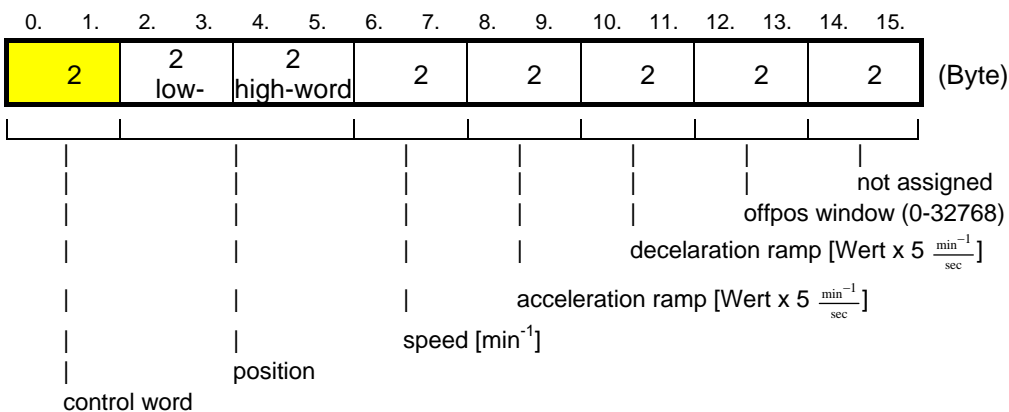 0. 1. 2. 3. 4. 5. 6. 7. 8. 9. 10. 11. 12. 13. 14. 15.
2 2 low- 2 high-word 2 2 2 2 2 (Byte)
not assigned
offpos window (0-32768)
decelaration ramp [Wert x 5 min⁻¹/sec]
acceleration ramp [Wert x 5 min⁻¹/sec]
speed [min⁻¹]
position
control word